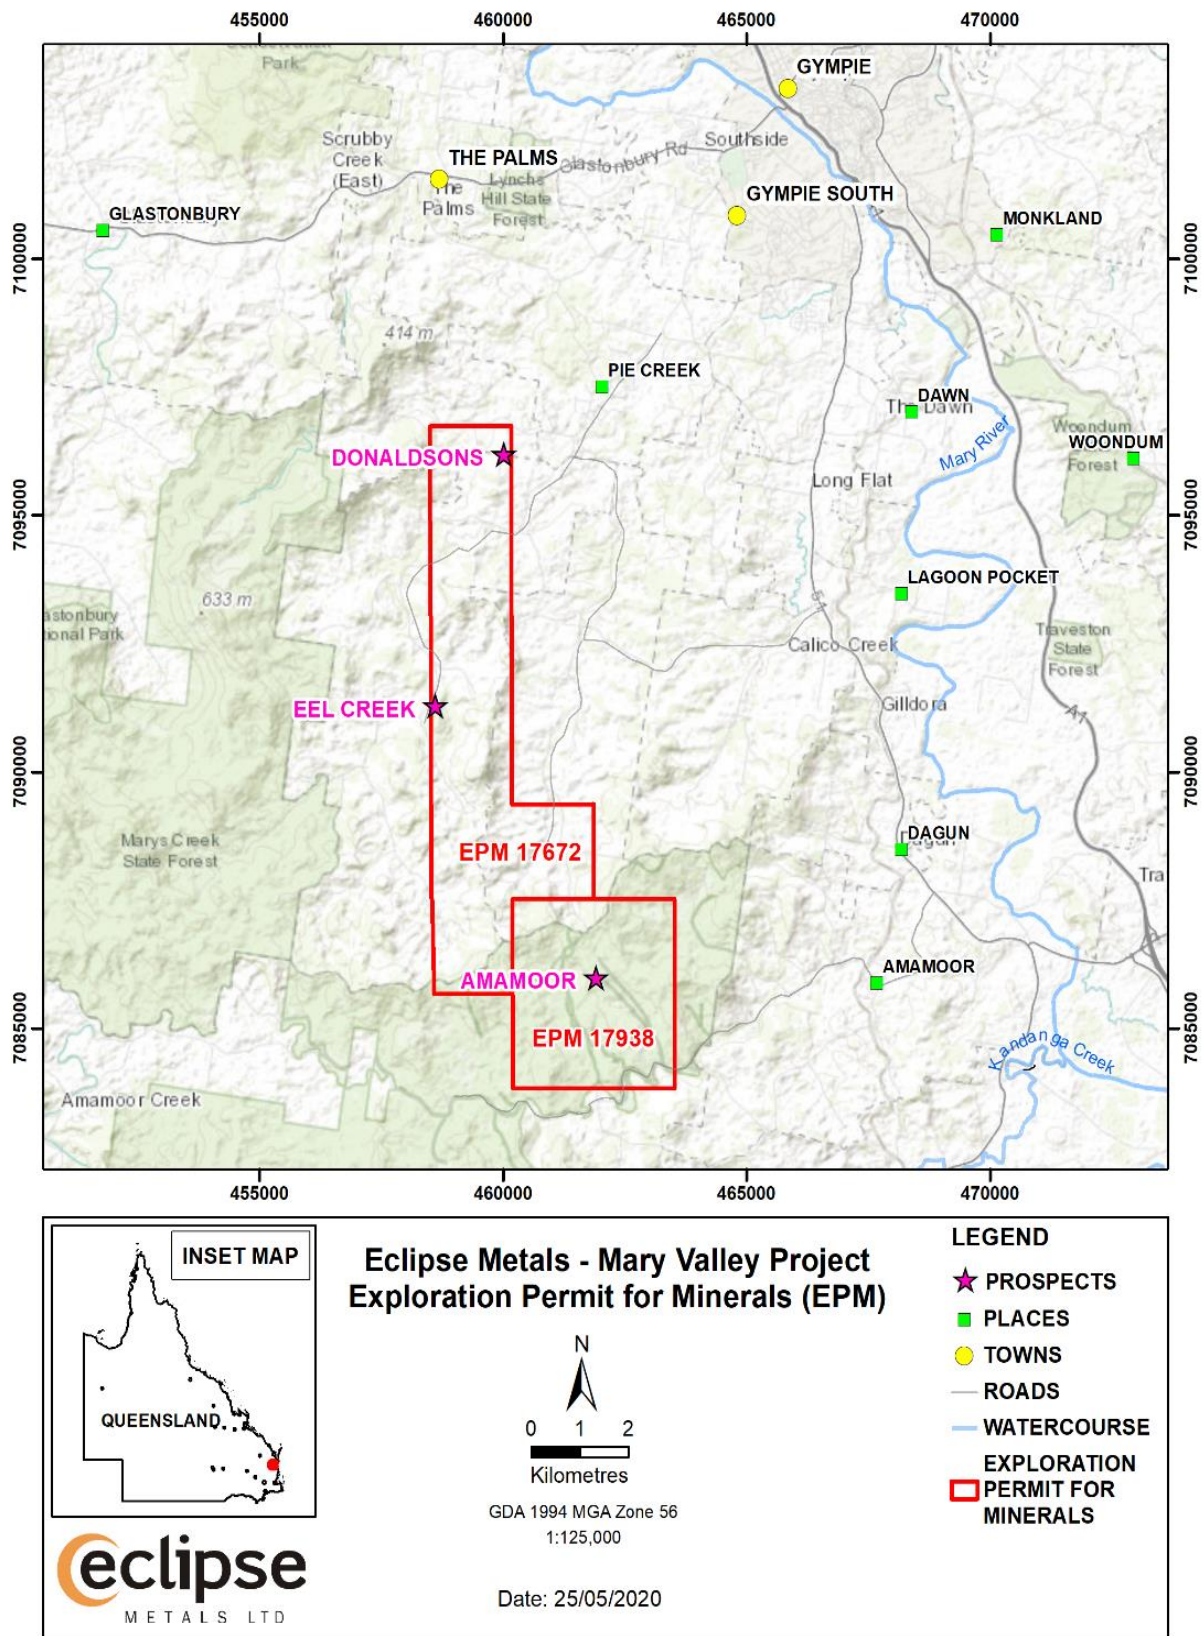 455000 460000 465000 470000
Park
GYMPIE
Scrubby
Creek
(East)
THE PALMS
Glastonbury Rd
Southside
The
Palms
Lynchs
Hill State
Forest
GLASTONBURY
GYMPIE SOUTH
MONKLAND
7100000
7100000
414 m
PIE CREEK
DAWN
The Dawn
Woondum
Forest
WOONDUM
Mary River
DONALDSONS
Long Flat
7095000
7095000
LAGOON POCKET
633 m
astonbury
ional Park
Calico Creek
Traveston
State
Forest
EEL CREEK
Gilldora
A1
7090000
7090000
Marys Creek
State Forest
EPM 17672
DAGUN
Dagun
Tra
AMAMOOR
AMAMOOR
EPM 17938
7085000
7085000
Kandanga Creek
Amamoor Creek
455000 460000 465000 470000
INSET MAP
QUEENSLAND
Eclipse Metals - Mary Valley Project
Exploration Permit for Minerals (EPM)
N
0 1 2
Kilometres
GDA 1994 MGA Zone 56
1:125,000
Date: 25/05/2020
LEGEND
PROSPECTS
PLACES
TOWNS
ROADS
WATERCOURSE
EXPLORATION
PERMIT FOR
MINERALS
eclipse
METALS LTD